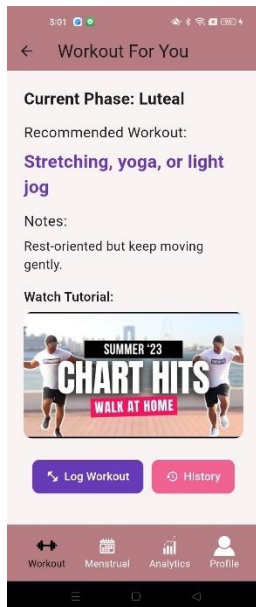 3:01
Workout For You
Current Phase: Luteal
Recommended Workout:
Stretching, yoga, or light
jog
Notes:
Rest-oriented but keep moving
gently.
Watch Tutorial:
SUMMER '23
CHART HITS
WALK AT HOME
Log Workout
History
Workout
Menstrual
Analytics
Profile